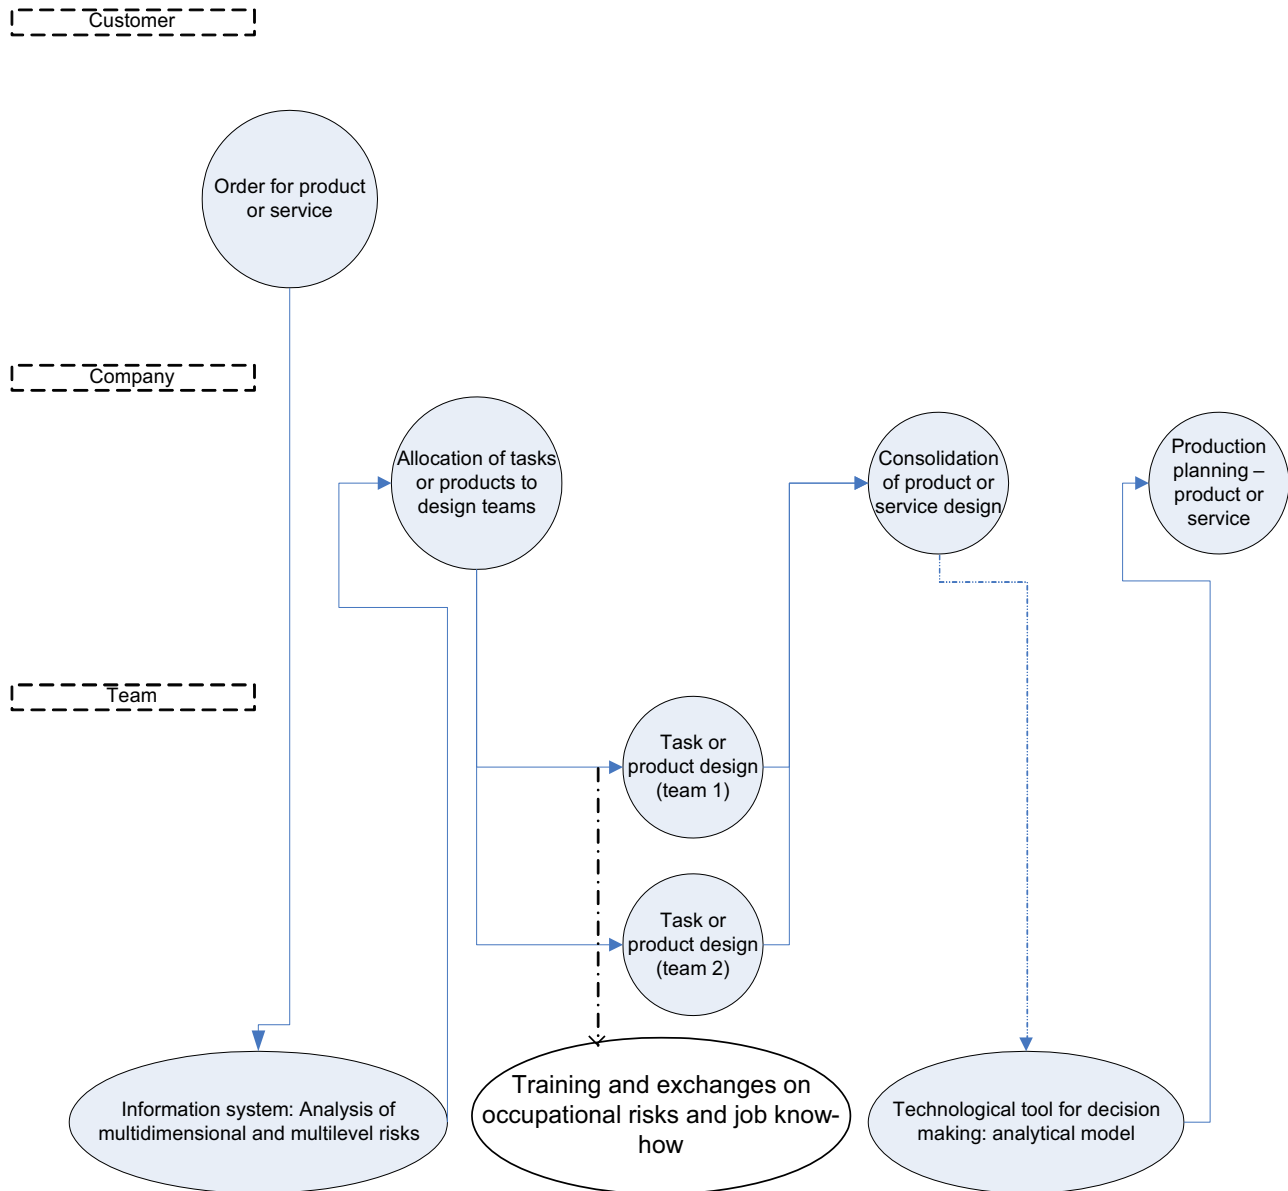 Customer
Order for product
or service
Company
Allocation of tasks
or products to
design teams
Consolidation
of product or
service design
Production
planning –
product or
service
Team
Task or
product design
(team 1)
Task or
product design
(team 2)
Information system: Analysis of
multidimensional and multilevel risks
Training and exchanges on
occupational risks and job know-
how
Technological tool for decision
making: analytical model